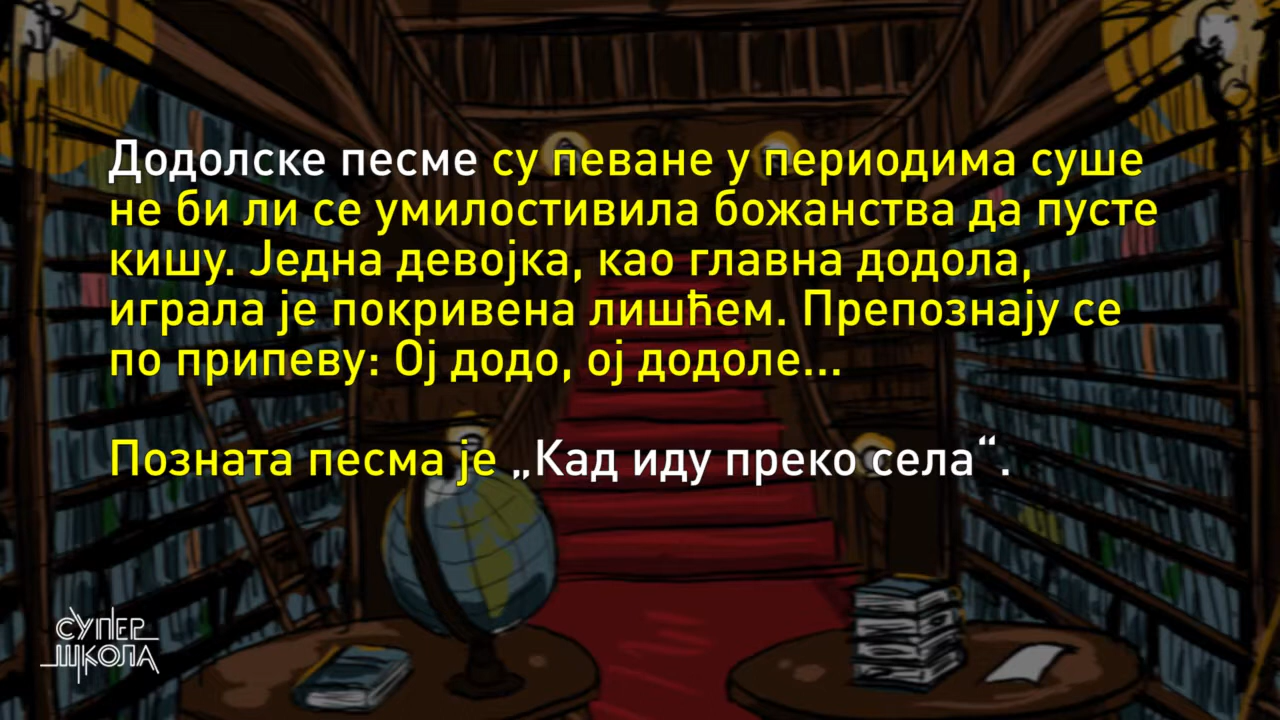 Додолске песме су певане у периодима суше
не би ли се умилостивила божанства да пусте
кишу. Једна девојка, као главна додола,
играла је покривена лишћем. Препознају се
по припеву: Ој додо, ој додоле...
Позната песма је „Кад иду преко села“.
СУПЕР
ШКОЛА